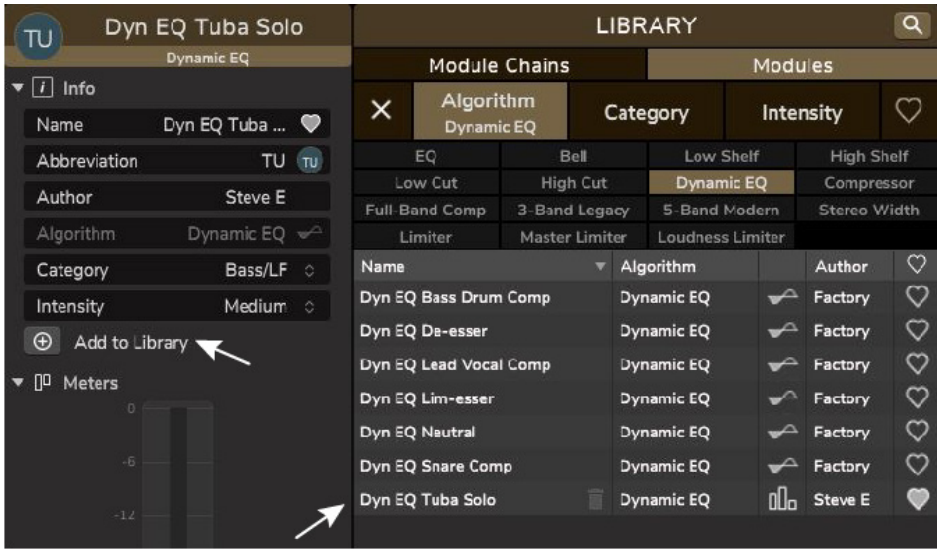 TU Dyn EQ Tuba Solo
Dynamic EQ
i Info
Name Dyn EQ Tuba ...
Abbreviation TU TU
Author Steve E
Algorithm Dynamic EQ
Category Bass/LF
Intensity Medium
Add to Library
Meters
0
-6
-12
LIBRARY
Module Chains Modules
Algorithm Category Intensity
Dynamic EQ
EQ Bell Low Shelf High Shelf
Low Cut High Cut Dynamic EQ Compressor
Full-Band Comp 3-Band Legacy 5-Band Modern Stereo Width
Limiter Master Limiter Loudness Limiter
Name Algorithm Author
Dyn EQ Bass Drum Comp Dynamic EQ Factory
Dyn EQ De-esser Dynamic EQ Factory
Dyn EQ Lead Vocal Comp Dynamic EQ Factory
Dyn EQ Lim-esser Dynamic EQ Factory
Dyn EQ Neutral Dynamic EQ Factory
Dyn EQ Snare Comp Dynamic EQ Factory
Dyn EQ Tuba Solo Dynamic EQ Steve E